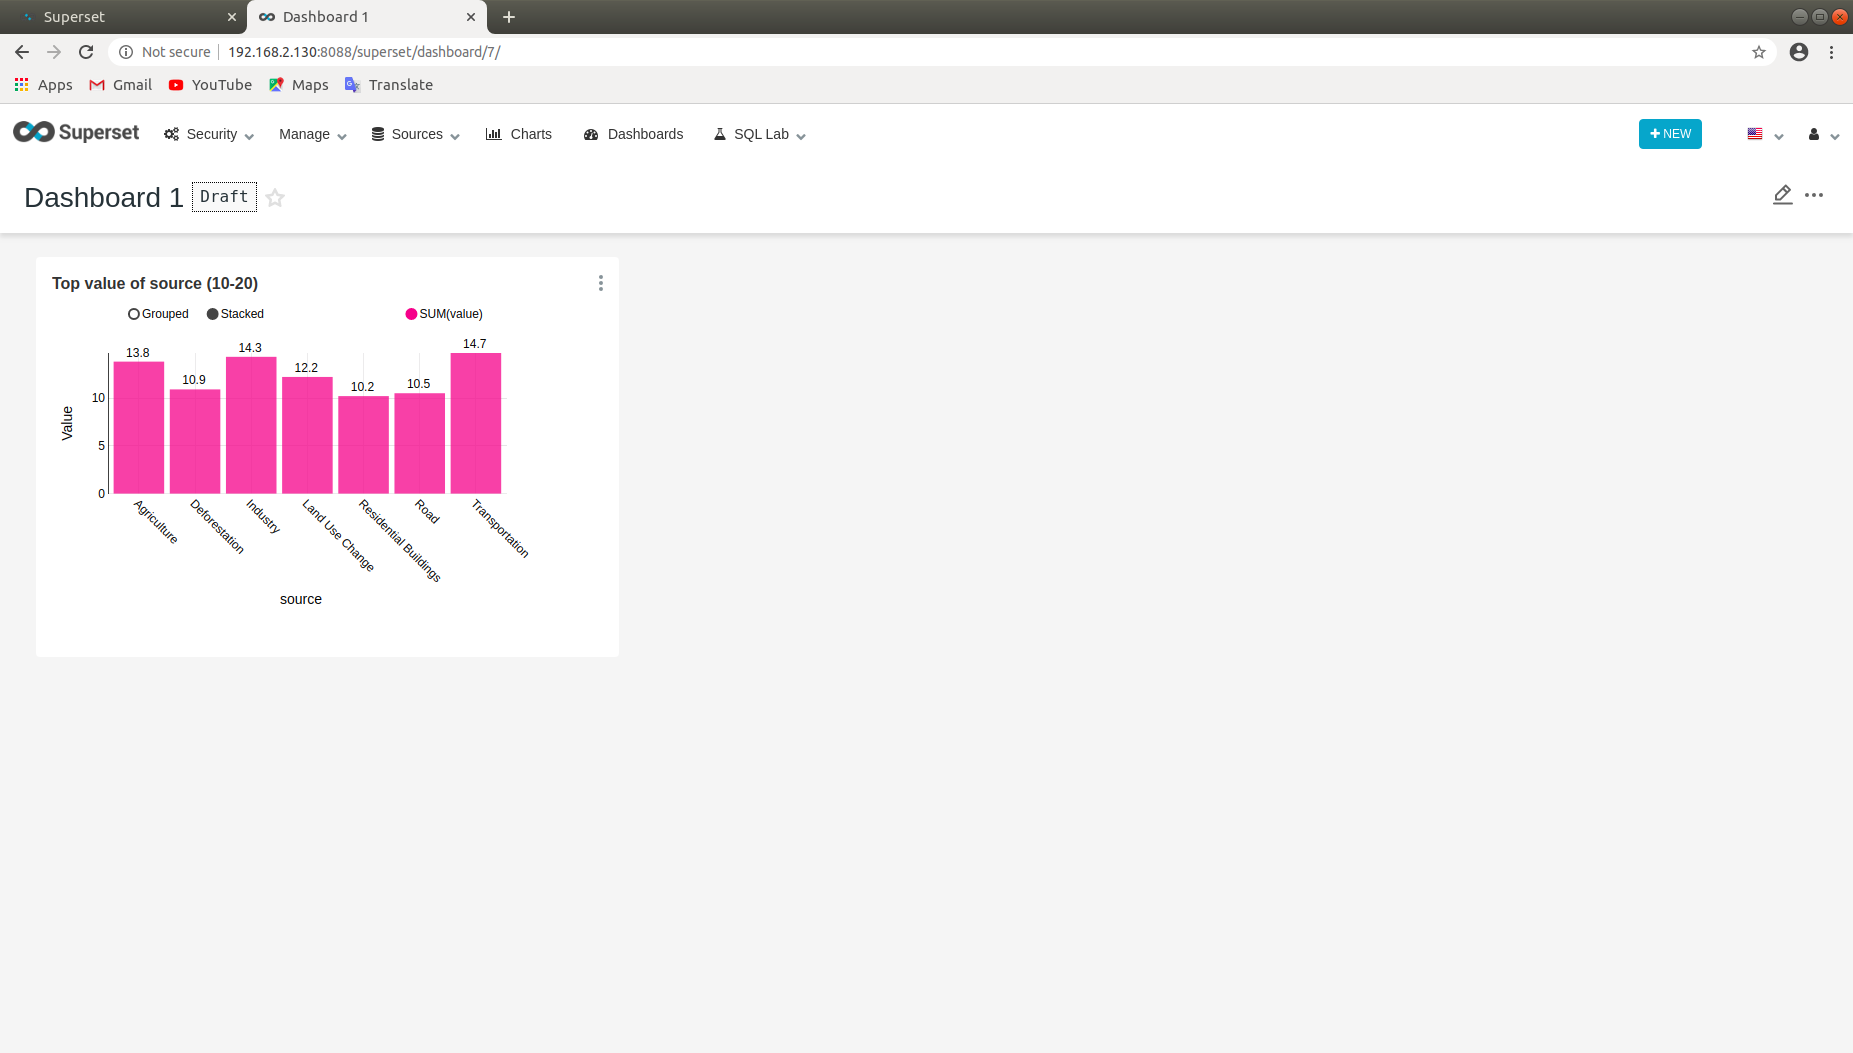 Superset
Dashboard 1
Not secure 192.168.2.130:8088/superset/dashboard/7/
Apps Gmail YouTube Maps Translate
Superset Security Manage Sources Charts Dashboards SQL Lab + NEW
Dashboard 1 Draft
Top value of source (10-20)
Grouped Stacked SUM(value)
13.8 10.9 14.3 12.2 10.2 10.5 14.7
10
5
0
Value
Agriculture
Deforestation
Industry
Land Use Change
Residential Buildings
Road
Transportation
source